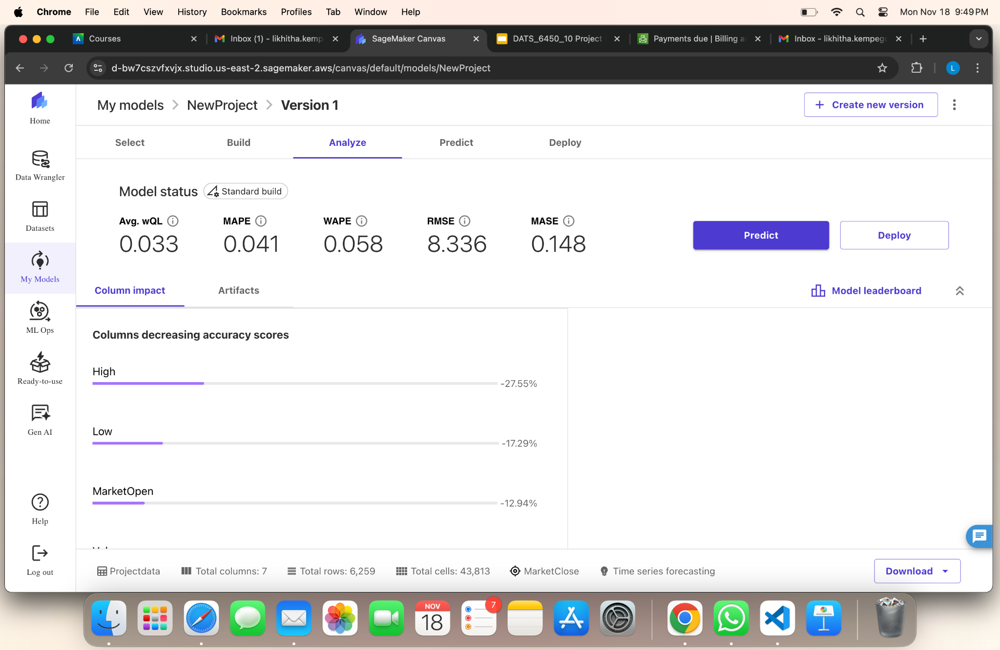 Chrome File Edit View History Bookmarks Profiles Tab Window Help Mon Nov 18 9:49 PM
Courses Inbox (1) - likhitha.kemp SageMaker Canvas DATS_6450_10 Project Payments due | Billing a Inbox - likhitha.kempeg
d-bw7cszvfxvjx.studio.us-east-2.sagemaker.aws/canvas/default/models/NewProject L
Home
Data Wrangler
Datasets
My Models
ML Ops
Ready-to-use
Gen AI
Help
Log out
My models > NewProject > Version 1
+ Create new version
Select Build Analyze Predict Deploy
Model status Standard build
Avg. wQL MAPE WAPE RMSE MASE
0.033 0.041 0.058 8.336 0.148
Predict Deploy
Column impact Artifacts Model leaderboard
Columns decreasing accuracy scores
High
-27.55%
Low
-17.29%
MarketOpen
-12.94%
Projectdata Total columns: 7 Total rows: 6,259 Total cells: 43,813 MarketClose Time series forecasting Download
NOV
18
7